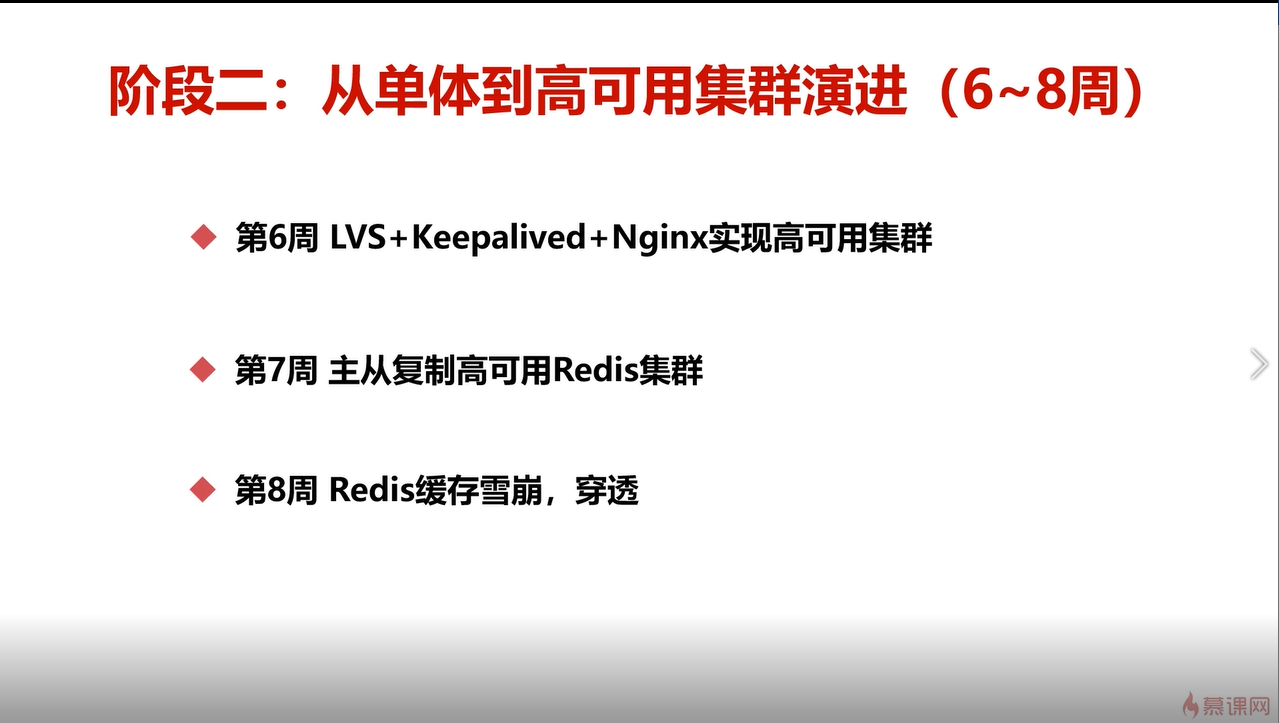 阶段二：从单体到高可用集群演进（6~8周）
第6周 LVS+Keepalived+Nginx实现高可用集群
第7周 主从复制高可用Redis集群
第8周 Redis缓存雪崩，穿透
慕课网